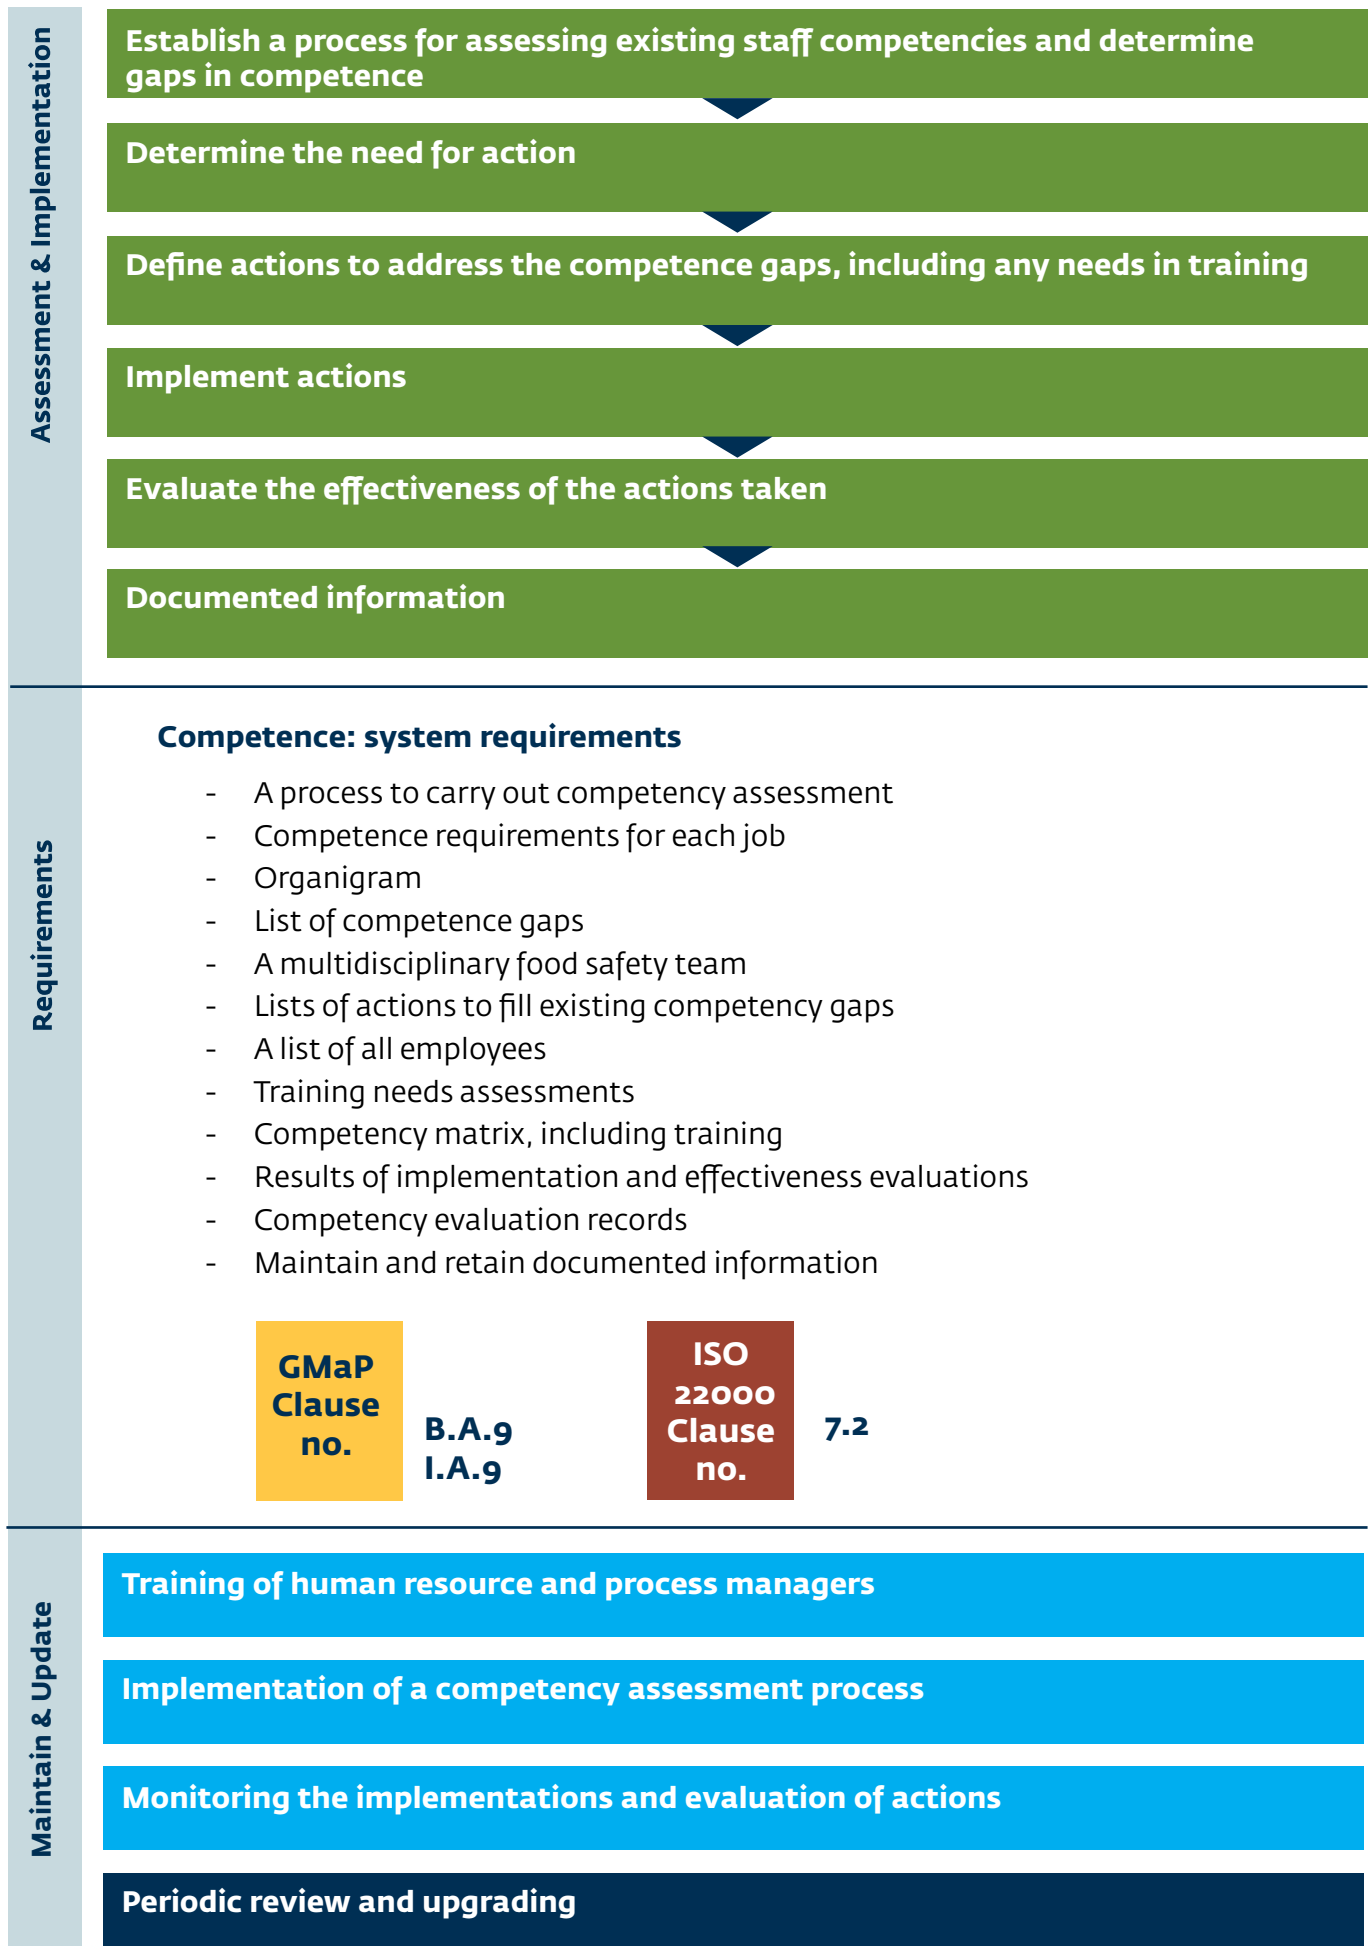 Assessment & Implementation
Establish a process for assessing existing staff competencies and determine
gaps in competence
Determine the need for action
Define actions to address the competence gaps, including any needs in training
Implement actions
Evaluate the effectiveness of the actions taken
Documented information
Requirements
Competence: system requirements
- A process to carry out competency assessment
- Competence requirements for each job
- Organigram
- List of competence gaps
- A multidisciplinary food safety team
- Lists of actions to fill existing competency gaps
- A list of all employees
- Training needs assessments
- Competency matrix, including training
- Results of implementation and effectiveness evaluations
- Competency evaluation records
- Maintain and retain documented information
GMaP
Clause
no.
B.A.9
I.A.9
ISO
22000
Clause
no.
7.2
Maintain & Update
Training of human resource and process managers
Implementation of a competency assessment process
Monitoring the implementations and evaluation of actions
Periodic review and upgrading